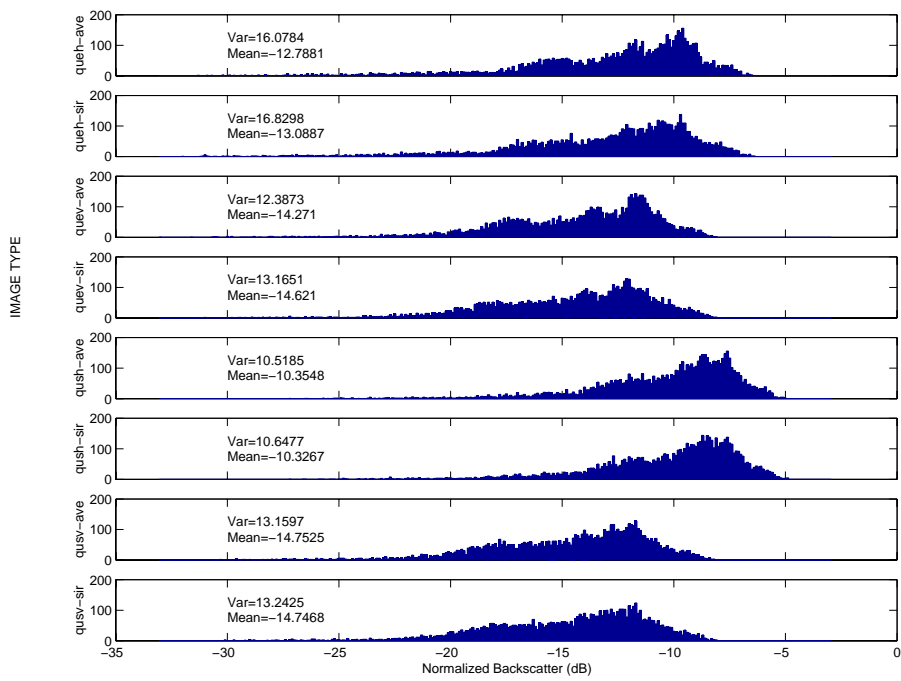 IMAGE TYPE
queh−ave
200
100
0
Var=16.0784
Mean=−12.7881
queh−sir
200
100
0
Var=16.8298
Mean=−13.0887
quev−ave
200
100
0
Var=12.3873
Mean=−14.271
quev−sir
200
100
0
Var=13.1651
Mean=−14.621
qush−ave
200
100
0
Var=10.5185
Mean=−10.3548
qush−sir
200
100
0
Var=10.6477
Mean=−10.3267
qusv−ave
200
100
0
Var=13.1597
Mean=−14.7525
qusv−sir
200
100
0
Var=13.2425
Mean=−14.7468
−35 −30 −25 −20 −15 −10 −5 0
Normalized Backscatter (dB)